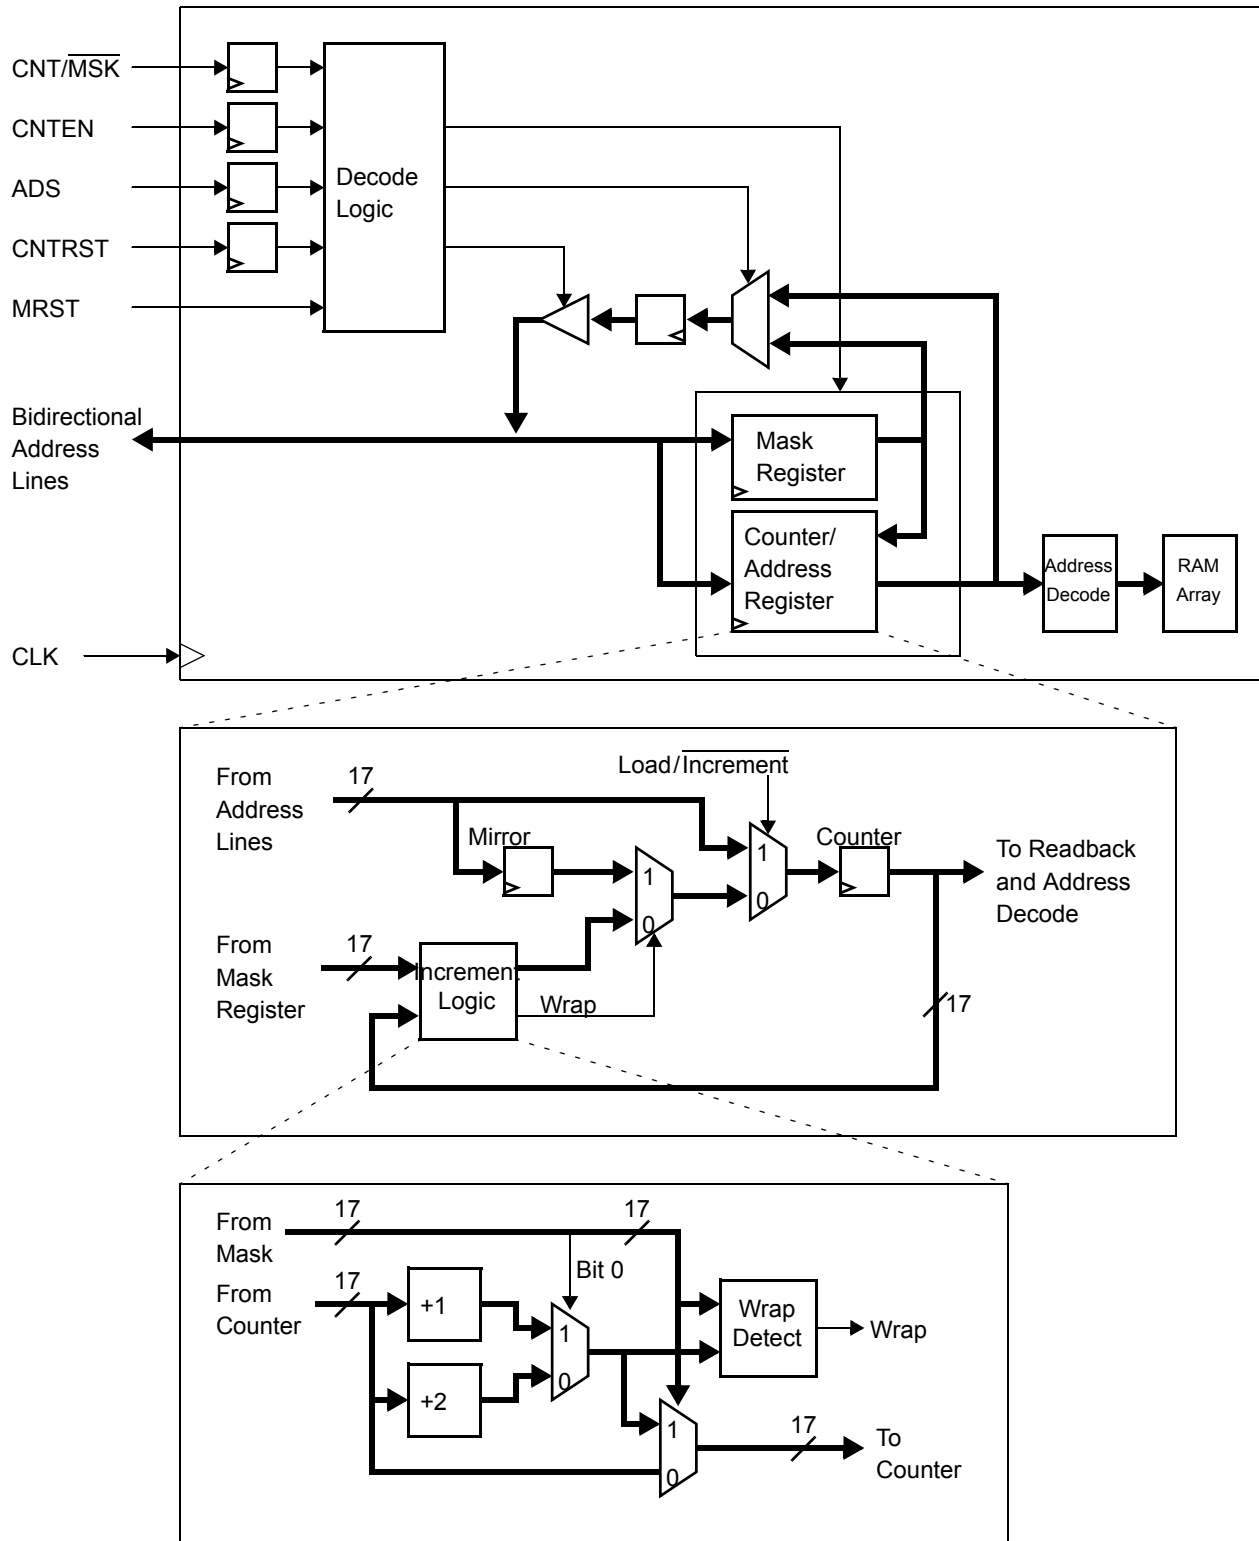 CNT/MSK
CNTEN
ADS
CNTRST
MRST
Decode
Logic
Bidirectional
Address
Lines
Mask
Register
Counter/
Address
Register
Address
Decode
RAM
Array
CLK
From
Address
Lines
17
Load/Increment
Mirror
1
0
1
0
Counter
To Readback
and Address
Decode
From
Mask
Register
17
Increment
Logic
Wrap
17
From
Mask
17
17
Bit 0
From
Counter
17
+1
+2
1
0
Wrap
Detect
Wrap
1
0
17
To
Counter